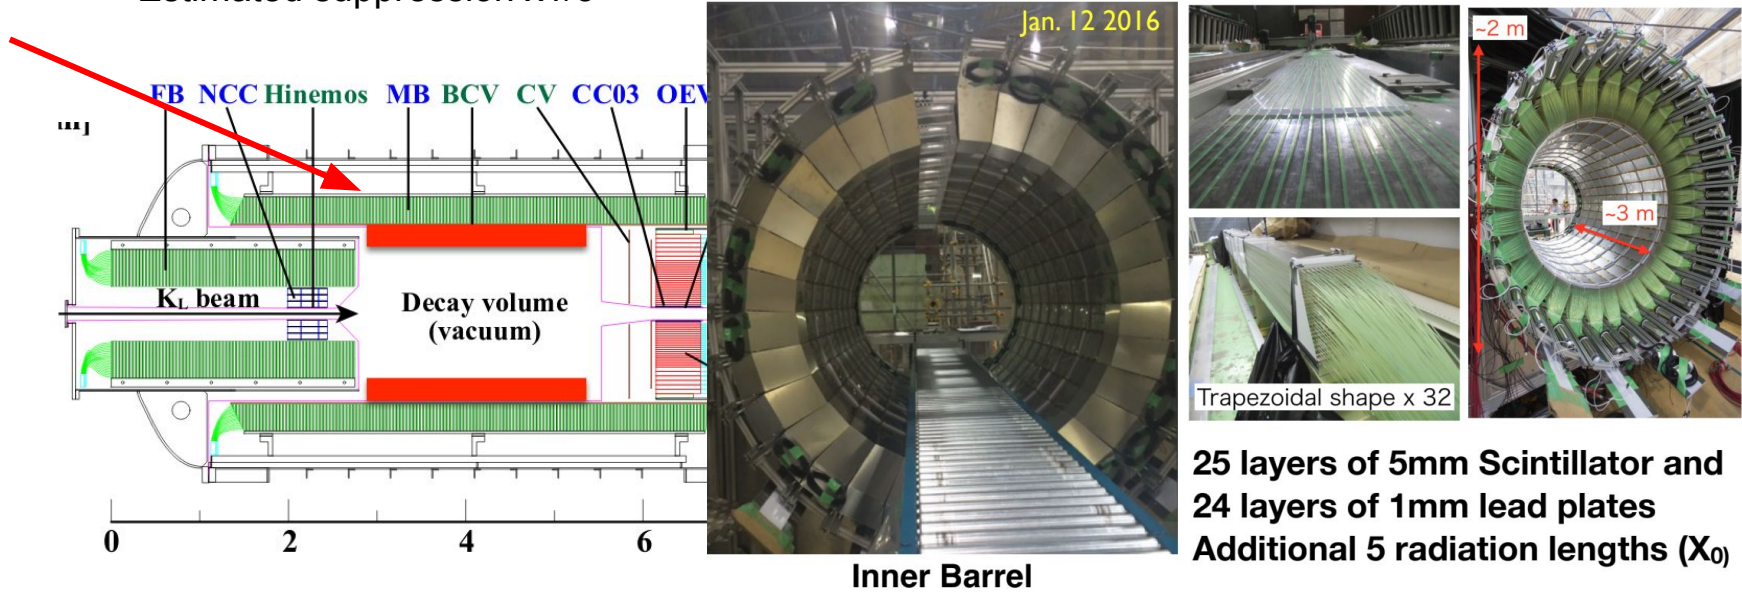 FB NCC Hinemos MB BCV CV CC03 OEV
K_L beam
Decay volume
(vacuum)
0 2 4 6
Jan. 12 2016
Inner Barrel
Trapezoidal shape x 32
~2 m
~3 m
25 layers of 5mm Scintillator and
24 layers of 1mm lead plates
Additional 5 radiation lengths (X₀)